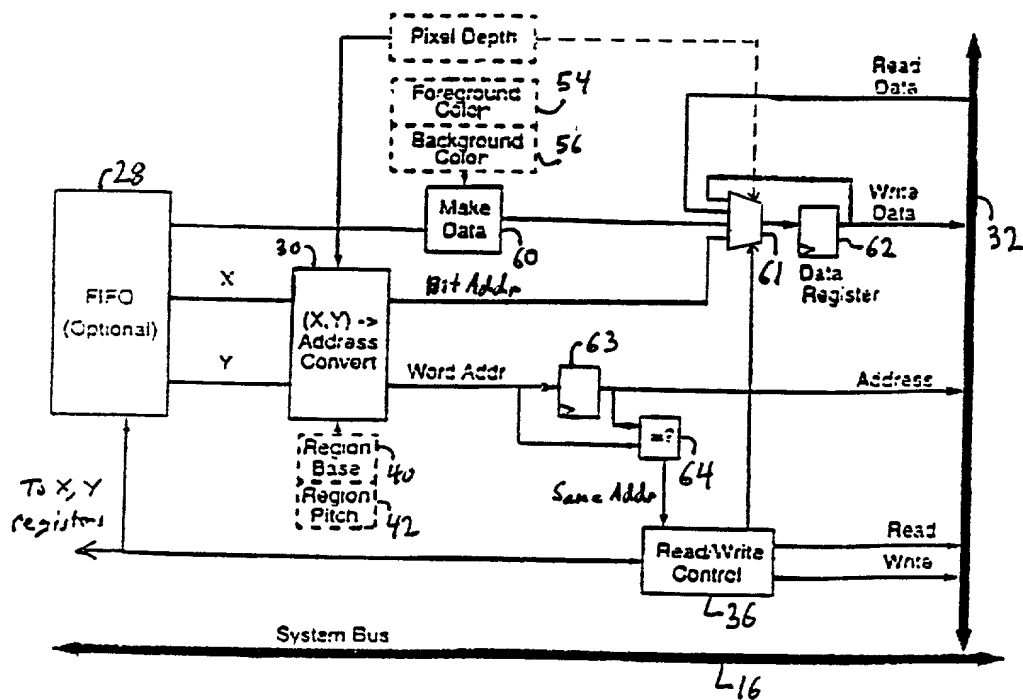 Pixel Depth
Foreground
Color
54
Background
Color
56
Read
Data
28
Make
Data
60
Write
Data
62
32
61
Data
Register
30
X
Bit Addr
FIFO
(Optional)
(X,Y) ->
Address
Convert
Y
Word Addr
63
Address
=?
64
Region
Base
40
Region
Pitch
42
Same Addr
To X, Y
registers
Read/Write
Control
Read
Write
36
System Bus
16